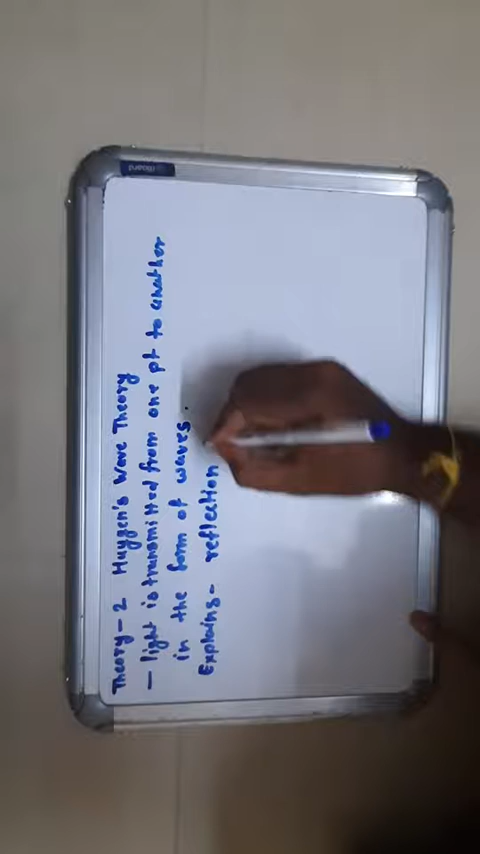 Theory-2 Huygen's Wave Theory
- light is transmitted from one pt to another
in the form of waves.
Explains- reflection